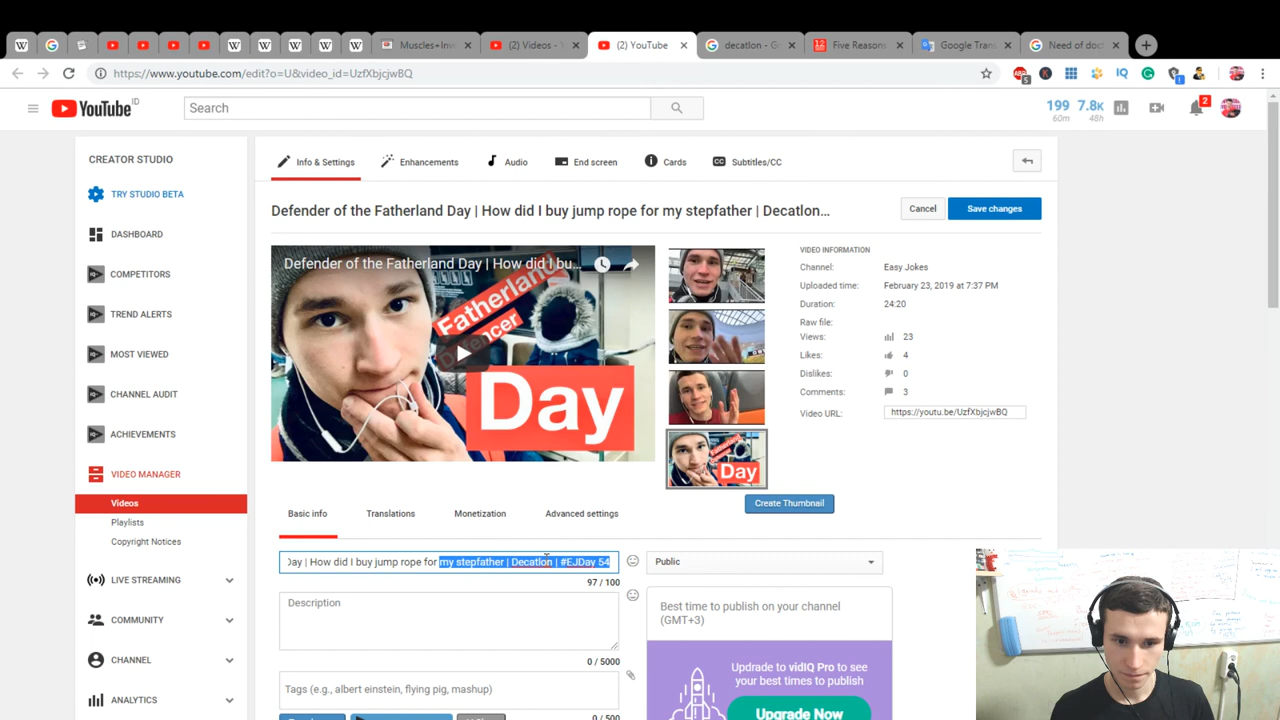 Muscles+Inv
(2) Videos - Y
(2) YouTube
decatlon - Go
Five Reasons
Google Trans
Need of doct
https://www.youtube.com/edit?o=U&video_id=UzfXbjcjwBQ
YouTube ID
Search
199 60m
7.8K 48h
2
CREATOR STUDIO
TRY STUDIO BETA
DASHBOARD
COMPETITORS
TREND ALERTS
MOST VIEWED
CHANNEL AUDIT
ACHIEVEMENTS
VIDEO MANAGER
Videos
Playlists
Copyright Notices
LIVE STREAMING
COMMUNITY
CHANNEL
ANALYTICS
Info & Settings
Enhancements
Audio
End screen
Cards
Subtitles/CC
Defender of the Fatherland Day | How did I buy jump rope for my stepfather | Decatlon...
Cancel
Save changes
Defender of the Fatherland Day | How did I bu...
Fatherland
Day
Day
VIDEO INFORMATION
Channel: Easy Jokes
Uploaded time: February 23, 2019 at 7:37 PM
Duration: 24:20
Raw file:
Views: 23
Likes: 4
Dislikes: 0
Comments: 3
Video URL: https://youtu.be/UzfXbjcjwBQ
Create Thumbnail
Basic info
Translations
Monetization
Advanced settings
Day | How did I buy jump rope for my stepfather | Decatlon | #EJDay 54
97 / 100
Public
Description
0 / 5000
Tags (e.g., albert einstein, flying pig, mashup)
0 / 500
Best time to publish on your channel
(GMT+3)
Upgrade to vidIQ Pro to see
your best times to publish
Upgrade Now